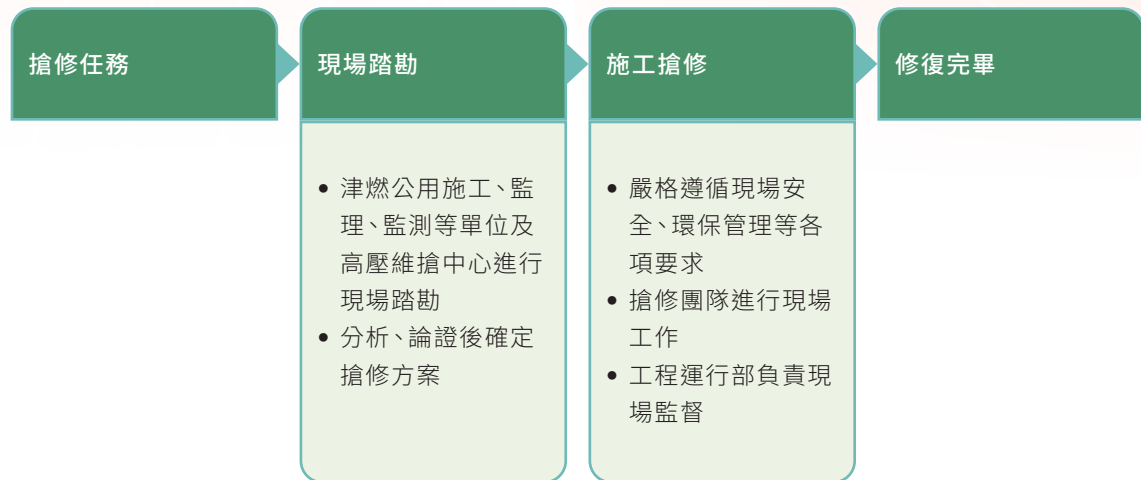 搶修任務
現場踏勘
施工搶修
修復完畢
• 津燃公用施工、監
理、監測等單位及
高壓維搶中心進行
現場踏勘
• 分析、論證後確定
搶修方案
• 嚴格遵循現場安
全、環保管理等各
項要求
• 搶修團隊進行現場
工作
• 工程運行部負責現
場監督